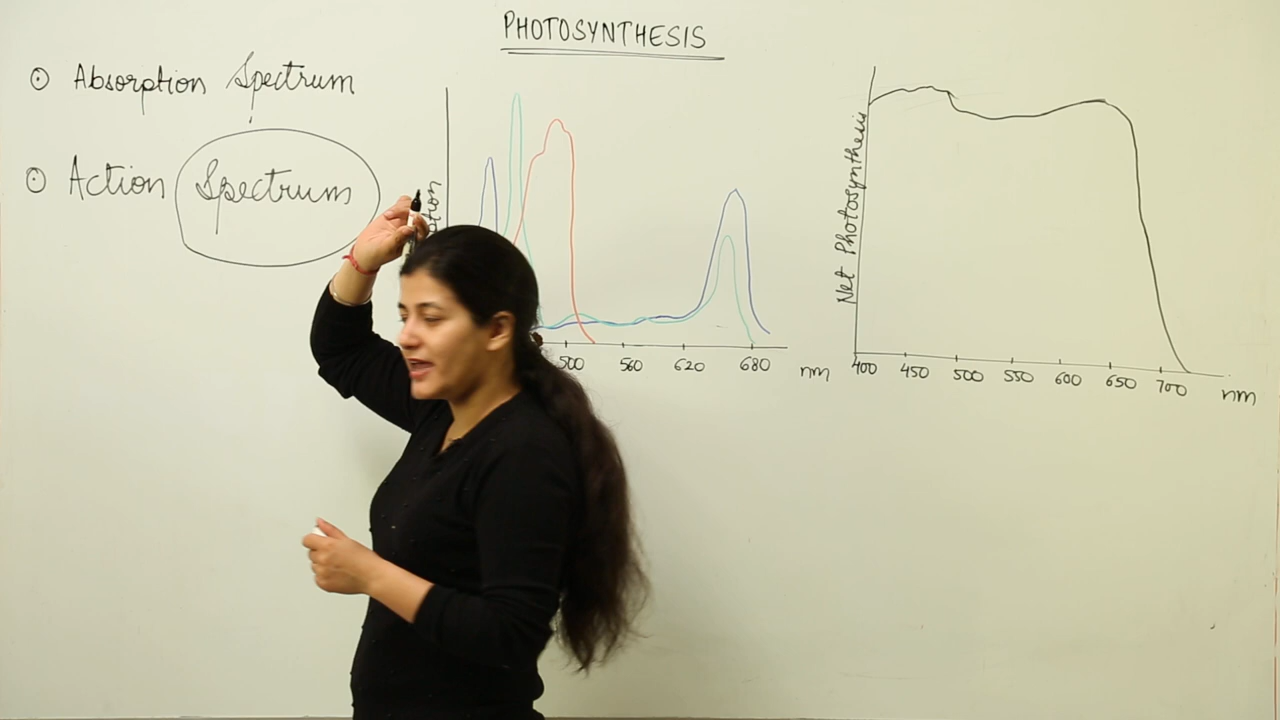 PHOTOSYNTHESIS
Absorption Spectrum
Action Spectrum
500 560 620 680 nm
Net Photosynthesis
400 450 500 550 600 650 700 nm